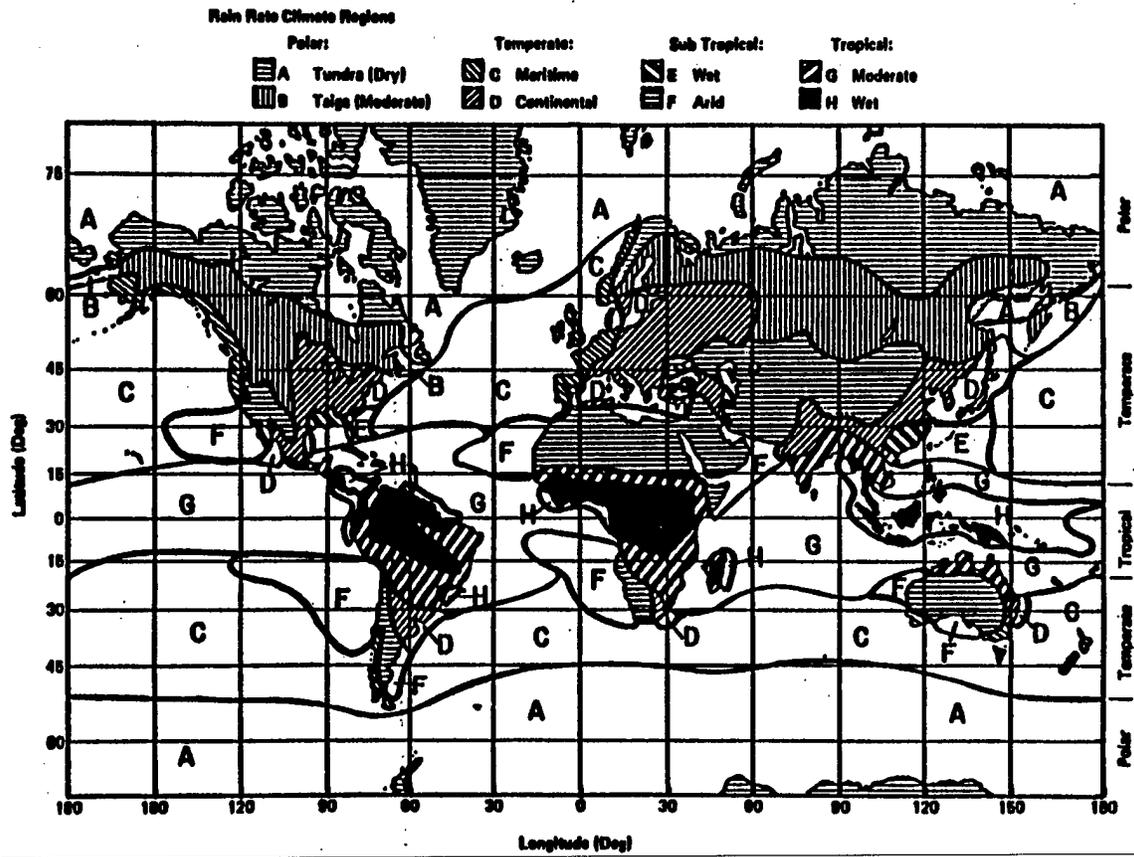 Rain Rate Climate Regions
Polar: Temperate: Sub Tropical: Tropical:
A Tundra (Dry) C Maritime E Wet G Moderate
B Taiga (Moderate) D Continental F Arid H Wet
75
A A A Polar
C
60 B A A D B
45 C B C D D D C Temperate
30 F E F E
15 D H F F G
0 G G H G H Tropical
15 F H G
30 F H F C
C D C D C D Temperate
45 F F
A A
60 A Polar
180 120 90 60 30 0 30 60 90 120 150 180
Latitude (Deg)
Longitude (Deg)